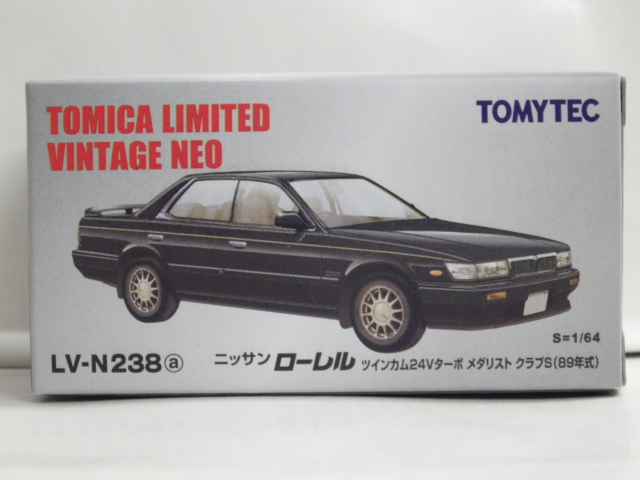 TOMICA LIMITED
VINTAGE NEO
TOMYTEC
S=1/64
LV-N238ⓐ ニッサン ローレル ツインカム24Vターボ メダリスト クラブS(89年式)